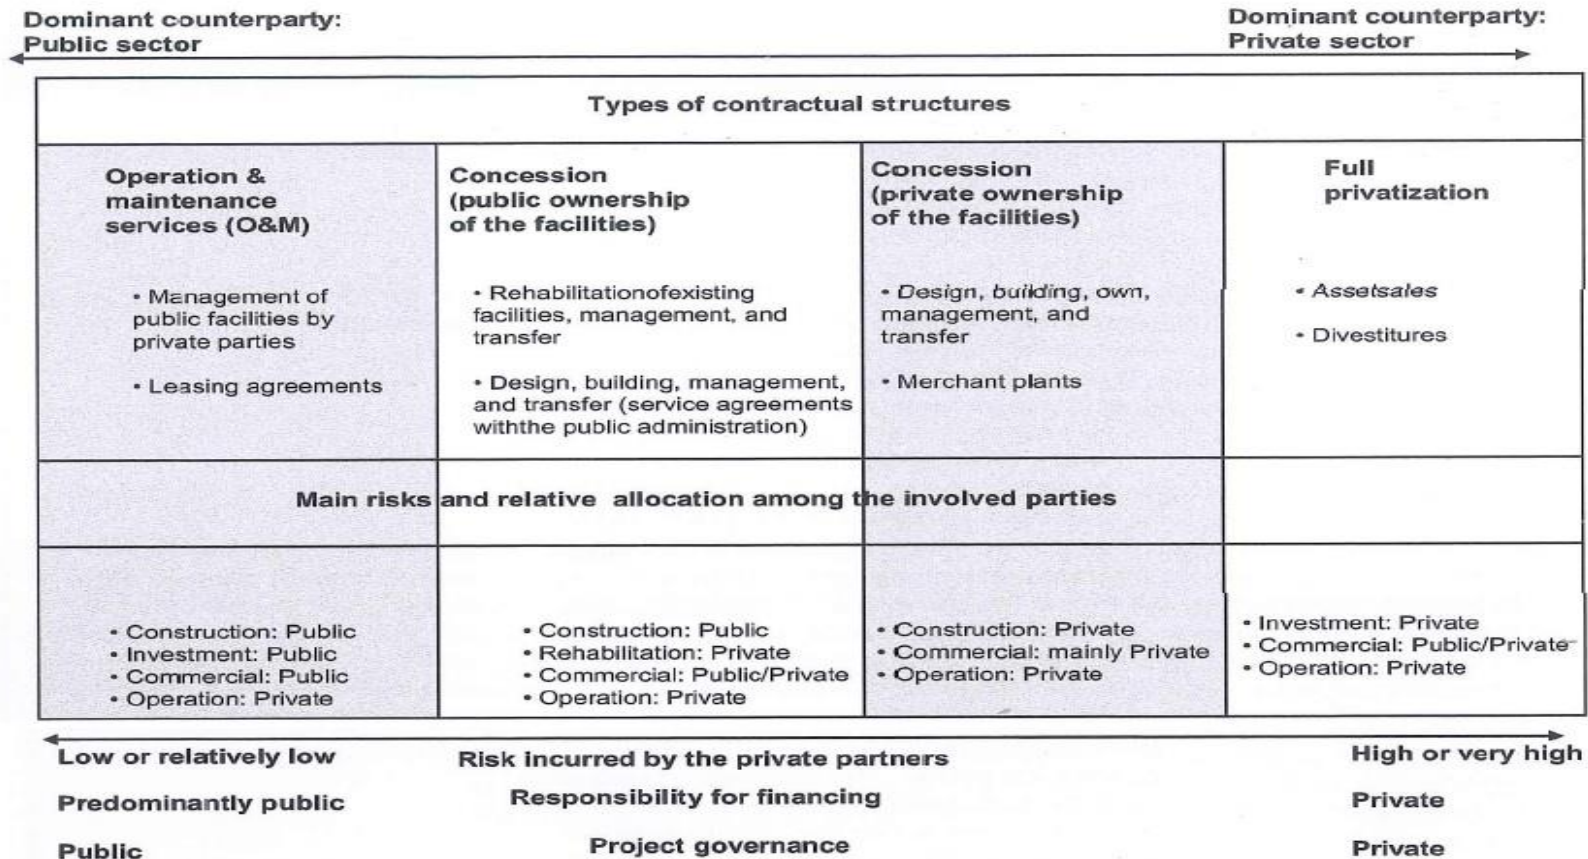 Dominant counterparty:
Public sector
Dominant counterparty:
Private sector
Types of contractual structures
Operation &
maintenance
services (O&M)
• Management of
public facilities by
private parties
• Leasing agreements
Concession
(public ownership
of the facilities)
• Rehabilitationofexisting
facilities, management, and
transfer
• Design, building, management,
and transfer (service agreements
withthe public administration)
Concession
(private ownership
of the facilities)
• Design, building, own,
management, and
transfer
• Merchant plants
Full
privatization
• Assetsales
• Divestitures
Main risks and relative allocation among the involved parties
• Construction: Public
• Investment: Public
• Commercial: Public
• Operation: Private
• Construction: Public
• Rehabilitation: Private
• Commercial: Public/Private
• Operation: Private
• Construction: Private
• Commercial: mainly Private
• Operation: Private
• Investment: Private
• Commercial: Public/Private
• Operation: Private
Low or relatively low
Risk incurred by the private partners
High or very high
Predominantly public
Responsibility for financing
Private
Public
Project governance
Private